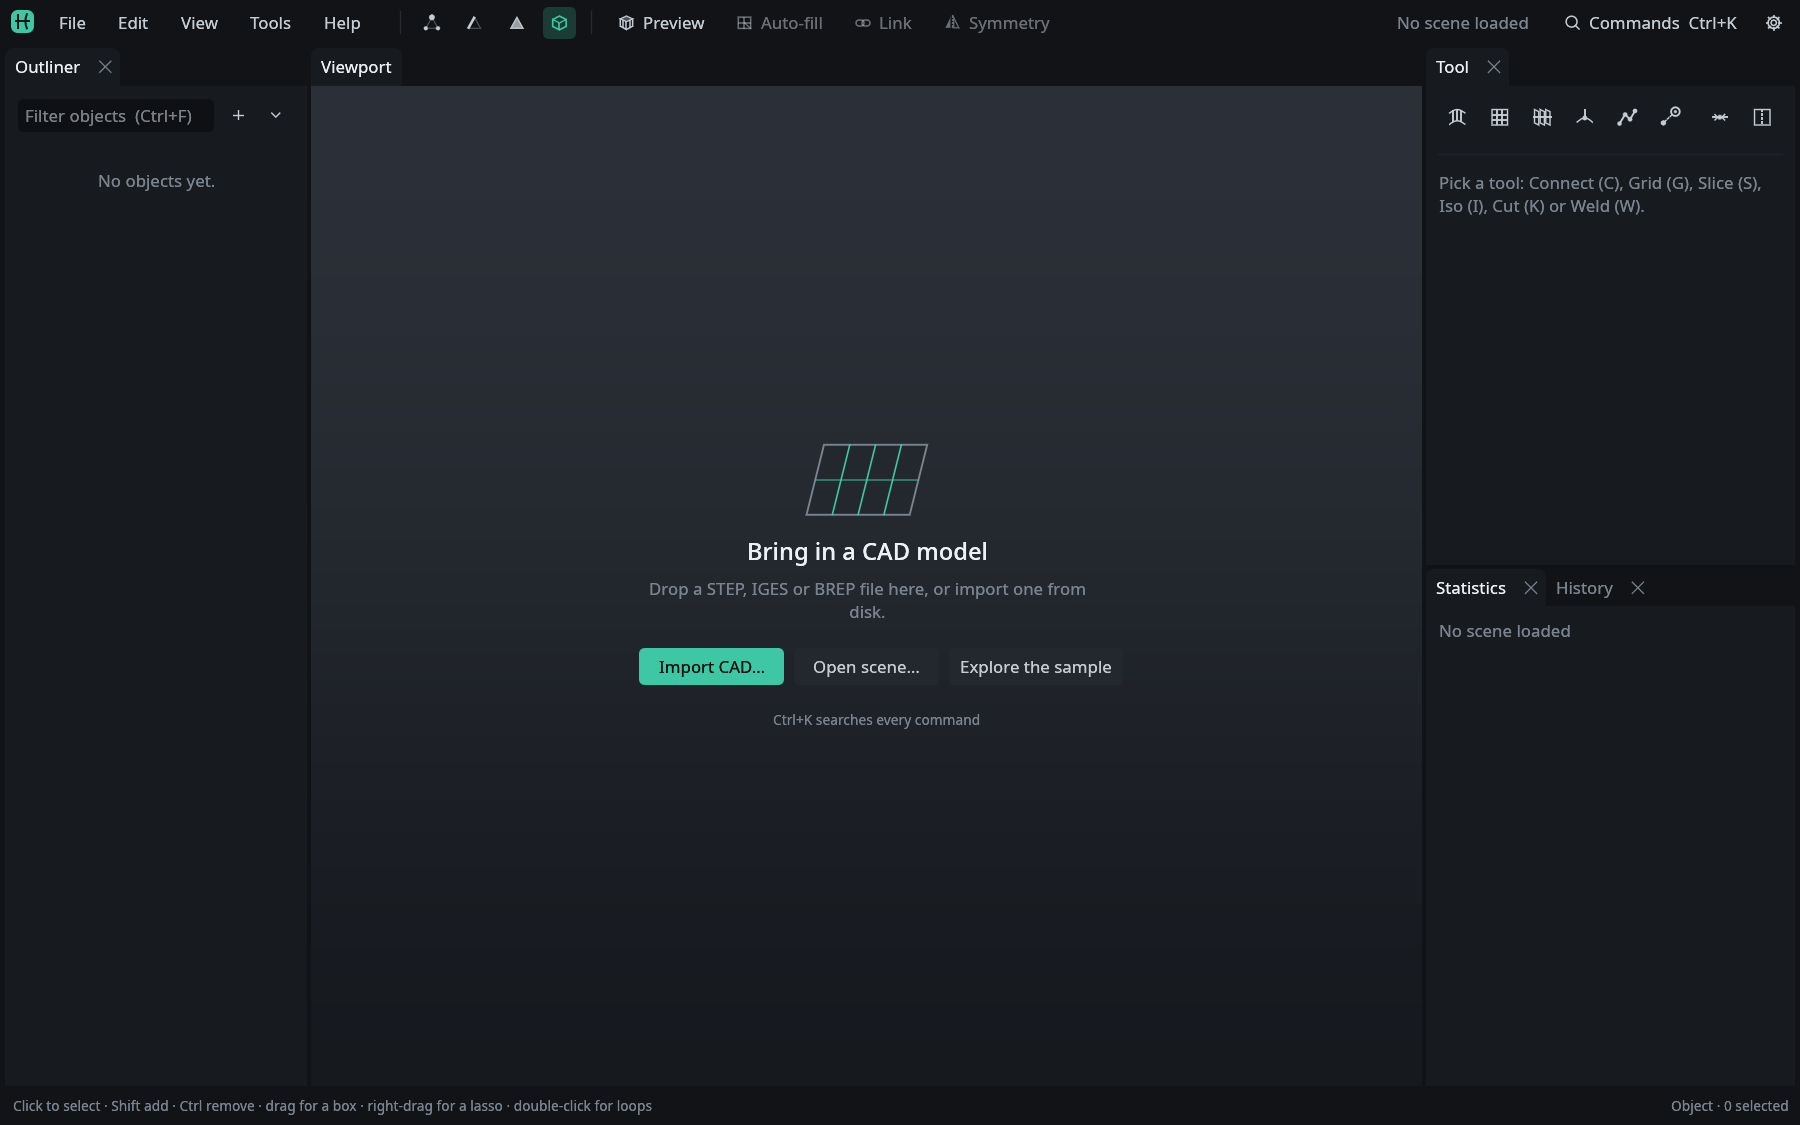 File Edit View Tools Help Preview Auto-fill Link Symmetry No scene loaded Commands Ctrl+K
Outliner
Viewport
Tool
Filter objects (Ctrl+F)
No objects yet.
Pick a tool: Connect (C), Grid (G), Slice (S),
Iso (I), Cut (K) or Weld (W).
Bring in a CAD model
Drop a STEP, IGES or BREP file here, or import one from
disk.
Import CAD... Open scene... Explore the sample
Ctrl+K searches every command
Statistics History
No scene loaded
Click to select · Shift add · Ctrl remove · drag for a box · right-drag for a lasso · double-click for loops
Object · 0 selected